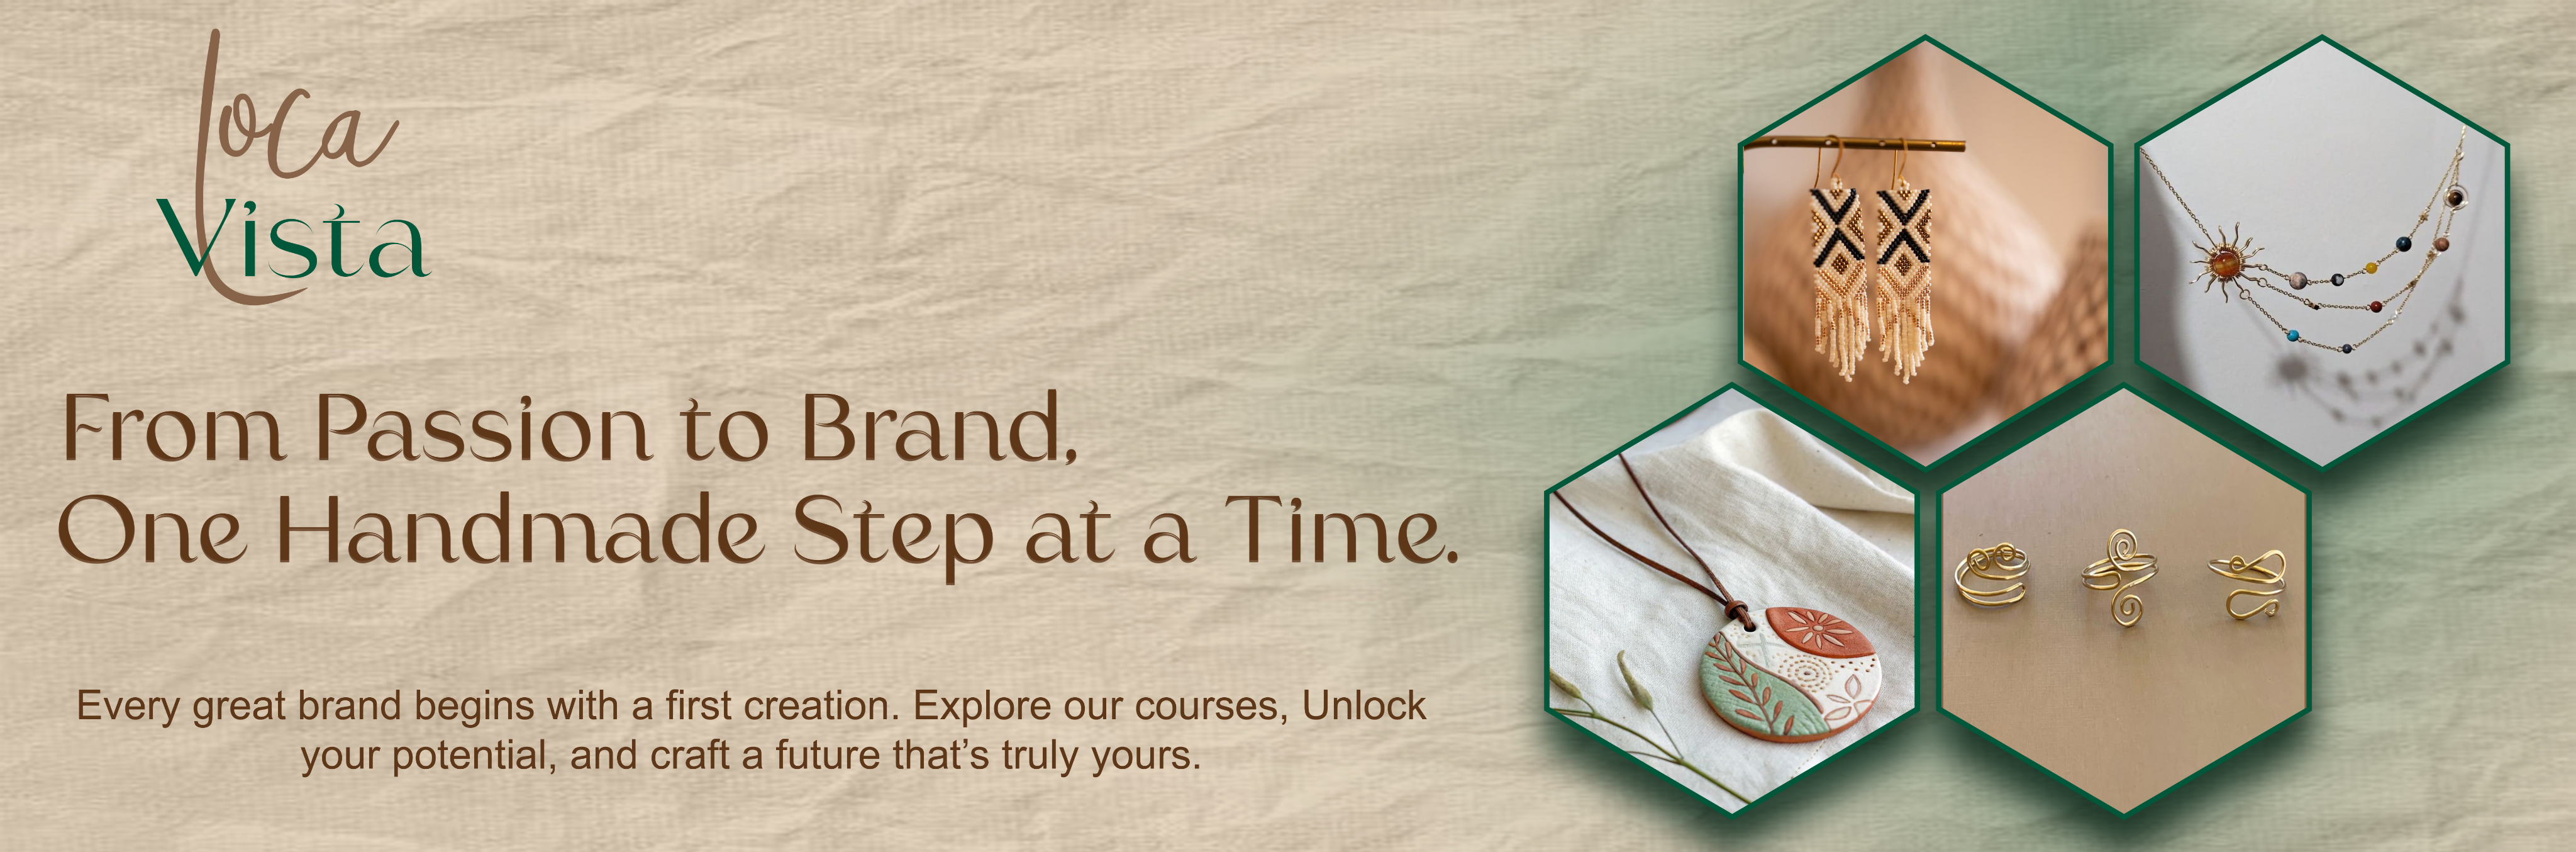 loca
Vista
From Passion to Brand,
One Handmade Step at a Time.
Every great brand begins with a first creation. Explore our courses, Unlock
your potential, and craft a future that’s truly yours.